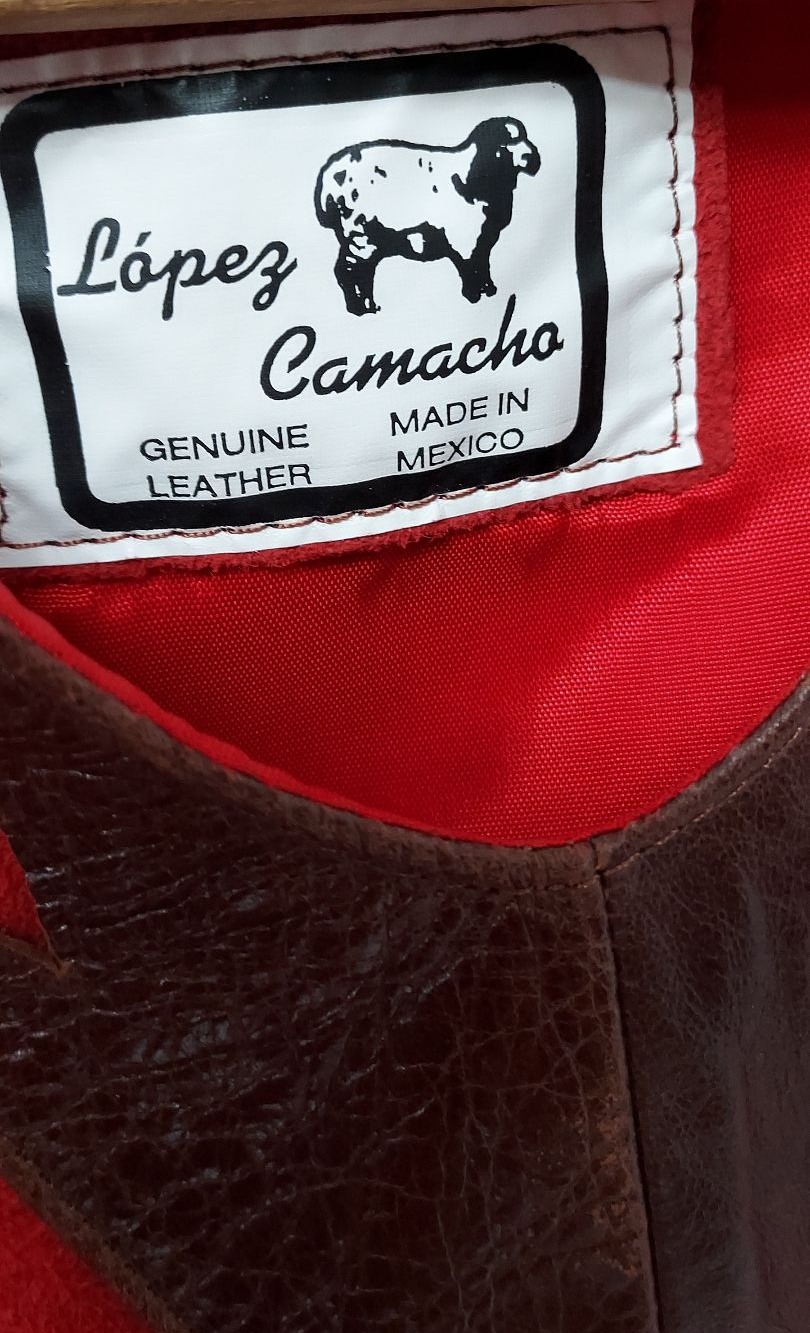 López
Camacho
GENUINE
LEATHER
MADE IN
MEXICO